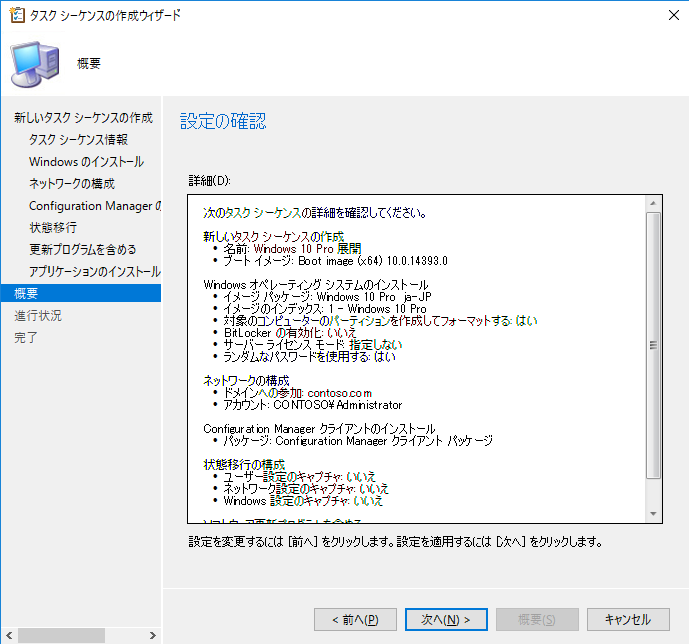 タスク シーケンスの作成ウィザード
概要
新しいタスク シーケンスの作成
タスク シーケンス情報
Windows のインストール
ネットワークの構成
Configuration Manager の
状態移行
更新プログラムを含める
アプリケーションのインストール
概要
進行状況
完了
設定の確認
詳細(D):
次のタスク シーケンスの詳細を確認してください。
新しいタスク シーケンスの作成
• 名前: Windows 10 Pro 展開
• ブート イメージ: Boot image (x64) 10.0.14393.0
Windows オペレーティング システムのインストール
• イメージ パッケージ: Windows 10 Pro ja-JP
• イメージのインデックス: 1 - Windows 10 Pro
• 対象のコンピューターのパーティションを作成してフォーマットする: はい
• BitLocker の有効化: いいえ
• サーバー ライセンス モード: 指定しない
• ランダムなパスワードを使用する: はい
ネットワークの構成
• ドメインへの参加: contoso.com
• アカウント: CONTOSO¥Administrator
Configuration Manager クライアントのインストール
• パッケージ: Configuration Manager クライアント パッケージ
状態移行の構成
• ユーザー設定のキャプチャ: いいえ
• ネットワーク設定のキャプチャ: いいえ
• Windows 設定のキャプチャ: いいえ
ソフトウェア更新プログラムを含める
設定を変更するには [前へ] をクリックします。設定を適用するには [次へ] をクリックします。
< 前へ(P)
次へ(N) >
概要(S)
キャンセル